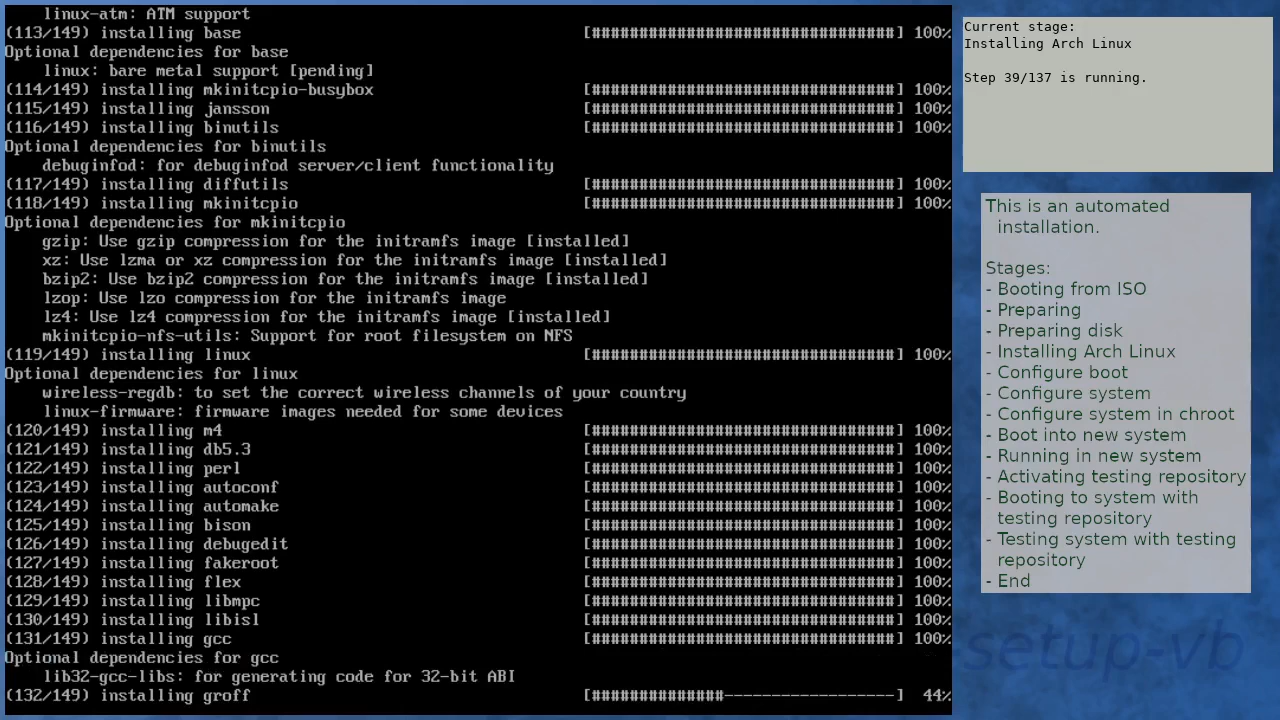 linux-atm: ATM support
(113/149) installing base [################################] 100%
Optional dependencies for base
linux: bare metal support [pending]
(114/149) installing mkinitcpio-busybox [################################] 100%
(115/149) installing jansson [################################] 100%
(116/149) installing binutils [################################] 100%
Optional dependencies for binutils
debuginfod: for debuginfod server/client functionality
(117/149) installing diffutils [################################] 100%
(118/149) installing mkinitcpio [################################] 100%
Optional dependencies for mkinitcpio
gzip: Use gzip compression for the initramfs image [installed]
xz: Use lzma or xz compression for the initramfs image [installed]
bzip2: Use bzip2 compression for the initramfs image [installed]
lzop: Use lzo compression for the initramfs image
lz4: Use lz4 compression for the initramfs image [installed]
mkinitcpio-nfs-utils: Support for root filesystem on NFS
(119/149) installing linux [################################] 100%
Optional dependencies for linux
wireless-regdb: to set the correct wireless channels of your country
linux-firmware: firmware images needed for some devices
(120/149) installing m4 [################################] 100%
(121/149) installing db5.3 [################################] 100%
(122/149) installing perl [################################] 100%
(123/149) installing autoconf [################################] 100%
(124/149) installing automake [################################] 100%
(125/149) installing bison [################################] 100%
(126/149) installing debugedit [################################] 100%
(127/149) installing fakeroot [################################] 100%
(128/149) installing flex [################################] 100%
(129/149) installing libmpc [################################] 100%
(130/149) installing libisl [################################] 100%
(131/149) installing gcc [################################] 100%
Optional dependencies for gcc
lib32-gcc-libs: for generating code for 32-bit ABI
(132/149) installing groff [##############------------------] 44%
Current stage:
Installing Arch Linux
Step 39/137 is running.
This is an automated
installation.
Stages:
- Booting from ISO
- Preparing
- Preparing disk
- Installing Arch Linux
- Configure boot
- Configure system
- Configure system in chroot
- Boot into new system
- Running in new system
- Activating testing repository
- Booting to system with
testing repository
- Testing system with testing
repository
- End
setup-vb